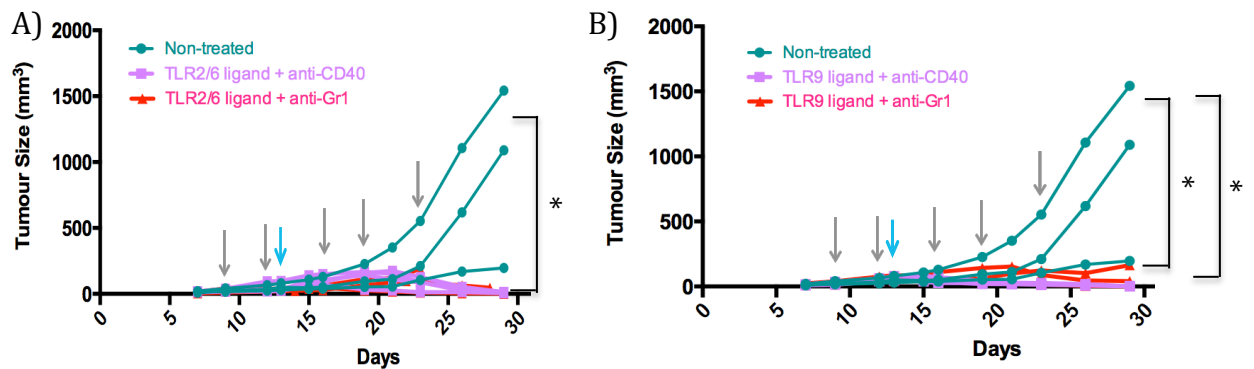 A)
2000
1500
1000
500
0
Tumour Size (mm³)
Non-treated
TLR2/6 ligand + anti-CD40
TLR2/6 ligand + anti-Gr1
*
0
5
10
15
20
25
30
Days
B)
2000
1500
1000
500
0
Tumour Size (mm³)
Non-treated
TLR9 ligand + anti-CD40
TLR9 ligand + anti-Gr1
*
*
0
5
10
15
20
25
30
Days